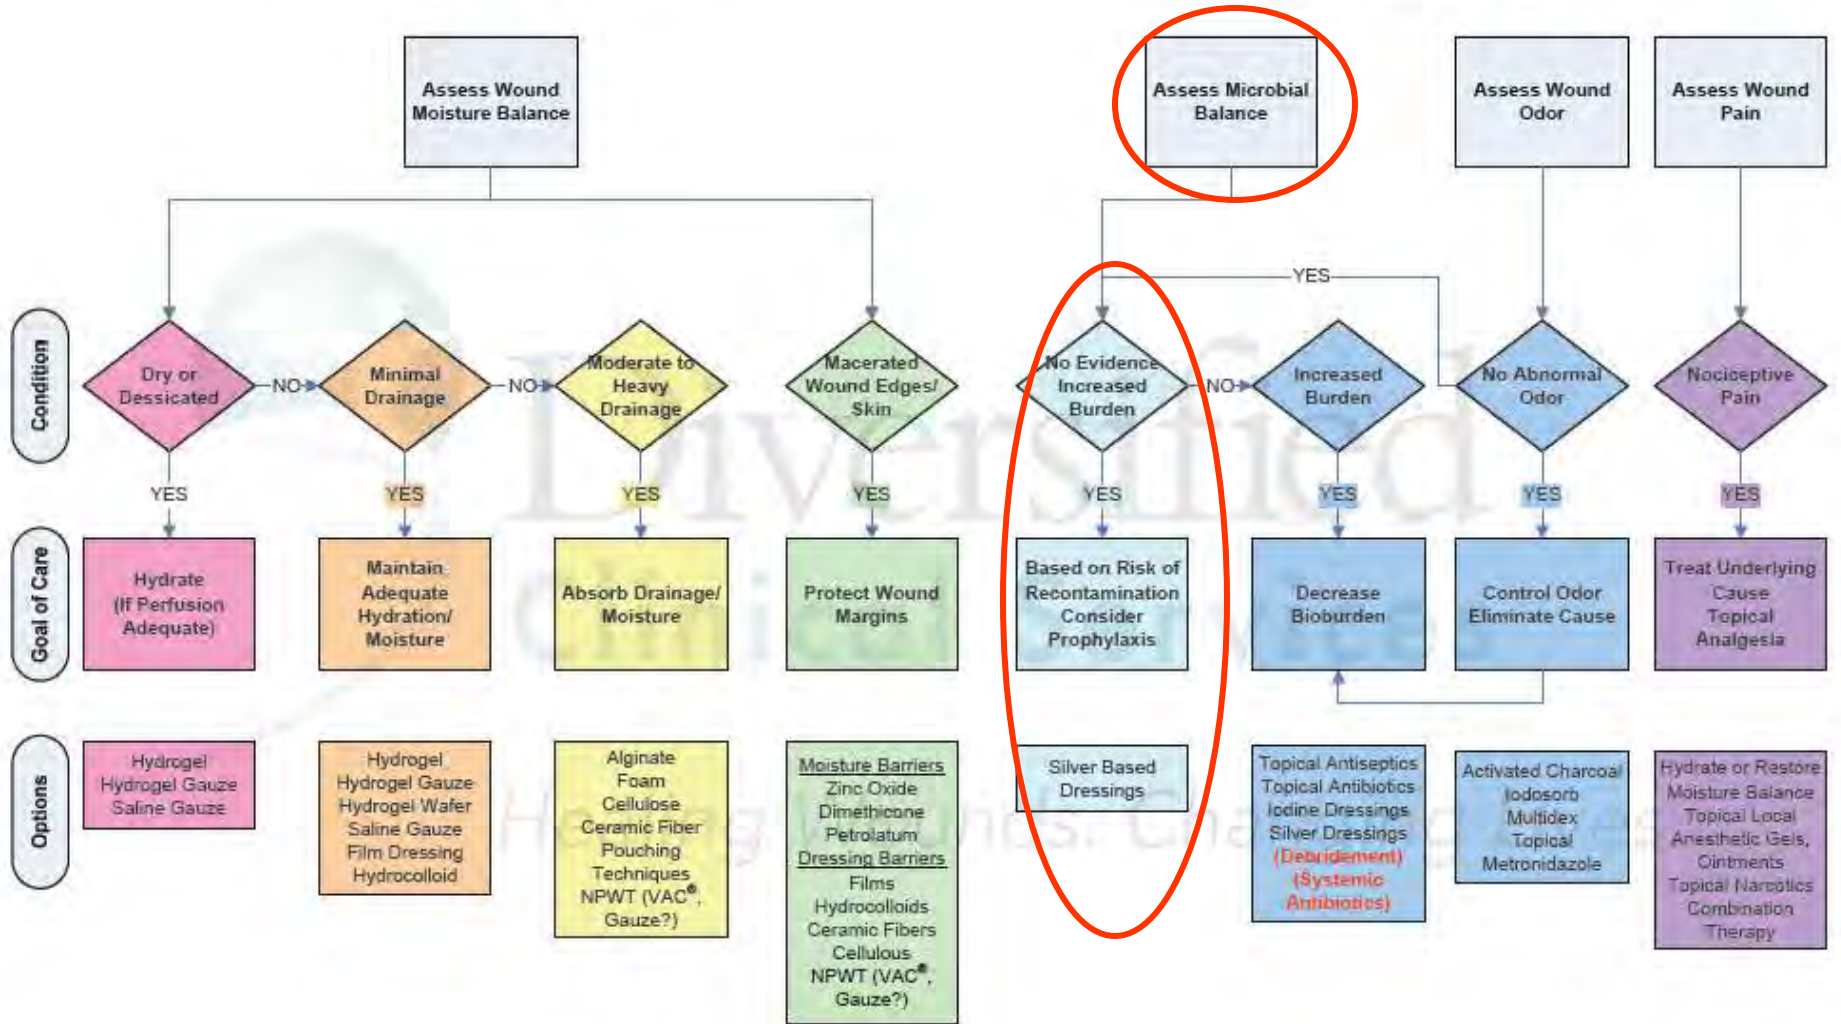 Assess Wound
Moisture Balance
Assess Microbial
Balance
Assess Wound
Odor
Assess Wound
Pain
YES
Condition
Dry or
Dessicated
NO
Minimal
Drainage
NO
Moderate to
Heavy
Drainage
Macerated
Wound Edges/
Skin
No Evidence
Increased
Burden
NO
Increased
Burden
No Abnormal
Odor
Nociceptive
Pain
YES
YES
YES
YES
YES
YES
YES
YES
Goal of Care
Hydrate
(If Perfusion
Adequate)
Maintain
Adequate
Hydration/
Moisture
Absorb Drainage/
Moisture
Protect Wound
Margins
Based on Risk of
Recontamination
Consider
Prophylaxis
Decrease
Bioburden
Control Odor
Eliminate Cause
Treat Underlying
Cause
Topical
Analgesia
Options
Hydrogel
Hydrogel Gauze
Saline Gauze
Hydrogel
Hydrogel Gauze
Hydrogel Wafer
Saline Gauze
Film Dressing
Hydrocolloid
Alginate
Foam
Cellulose
Ceramic Fiber
Pouching
Techniques
NPWT (VAC®,
Gauze?)
Moisture Barriers
Zinc Oxide
Dimethicone
Petrolatum
Dressing Barriers
Films
Hydrocolloids
Ceramic Fibers
Cellulous
NPWT (VAC®,
Gauze?)
Silver Based
Dressings
Topical Antiseptics
Topical Antibiotics
Iodine Dressings
Silver Dressings
(Debridement)
(Systemic
Antibiotics)
Activated Charcoal
Iodosorb
Multidex
Topical
Metronidazole
Hydrate or Restore
Moisture Balance
Topical Local
Anesthetic Gels,
Ointments
Topical Narcotics
Combination
Therapy
Diversified